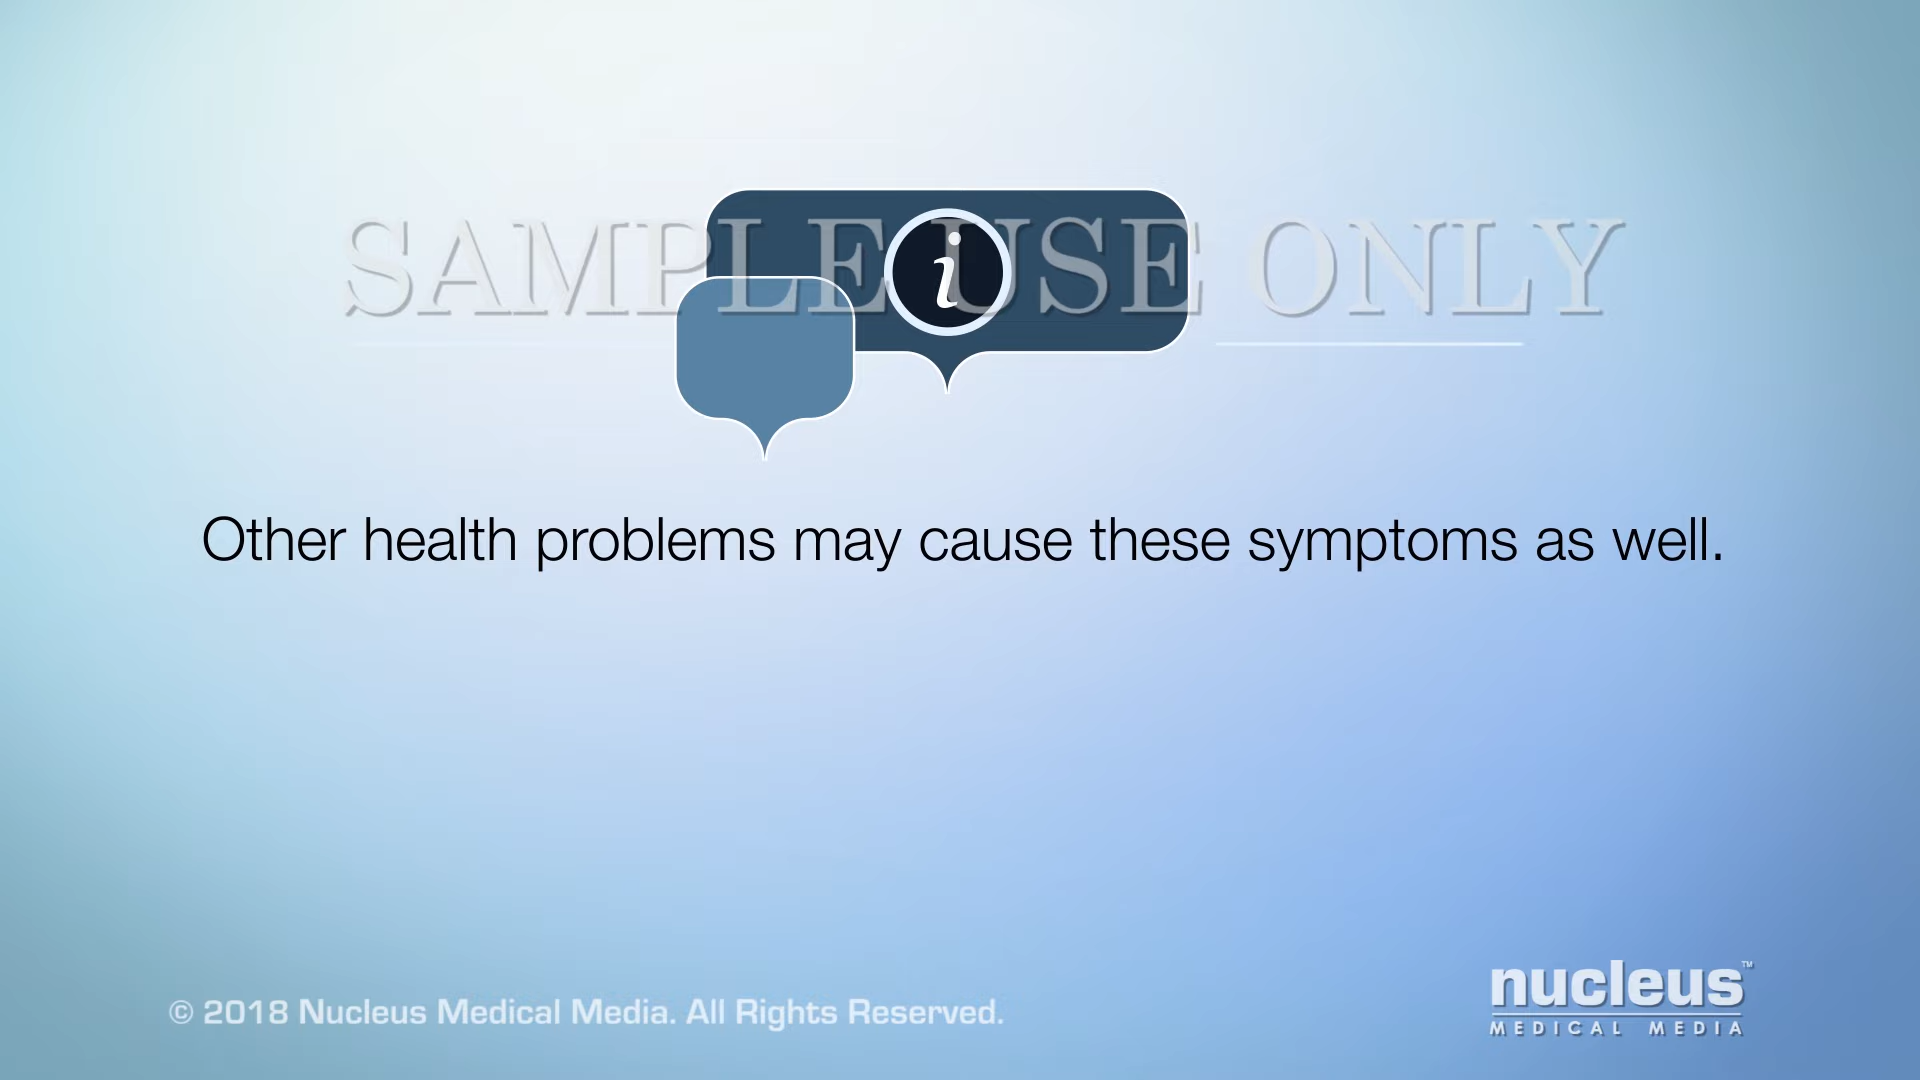 SAMPLE USE ONLY
i
Other health problems may cause these symptoms as well.
© 2018 Nucleus Medical Media. All Rights Reserved.
nucleus™
MEDICAL MEDIA